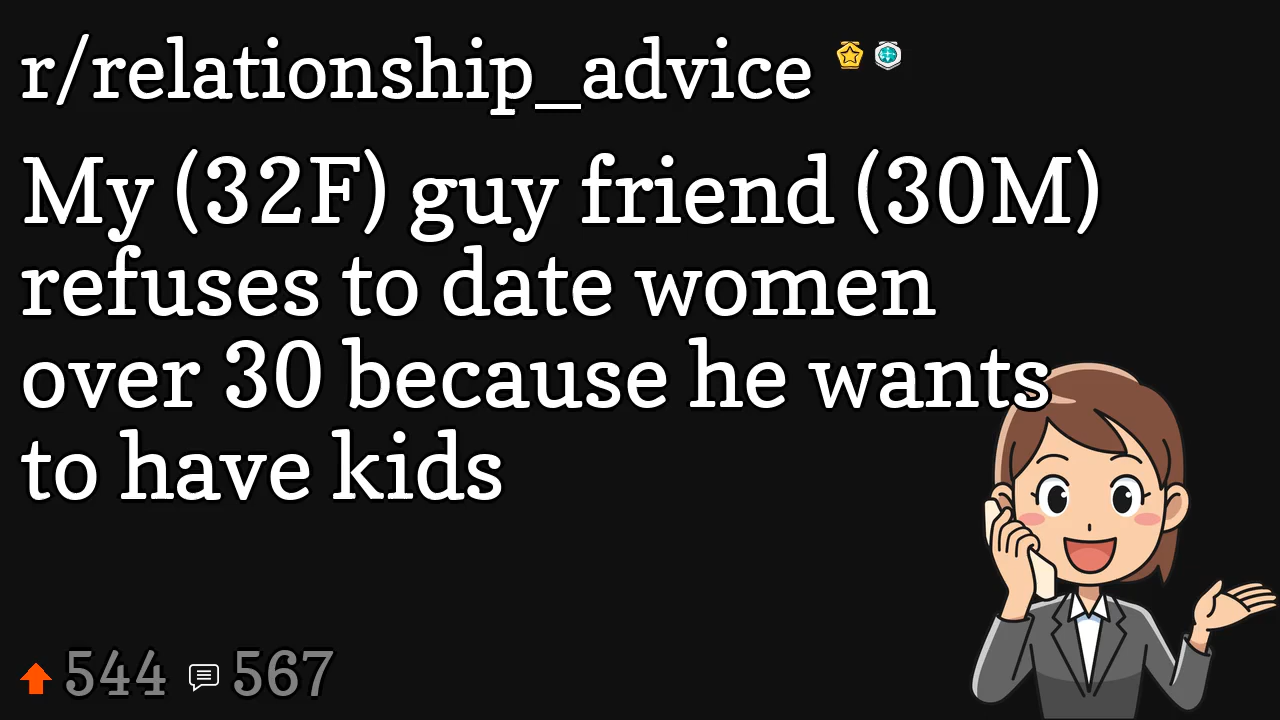 r/relationship_advice
My (32F) guy friend (30M)
refuses to date women
over 30 because he wants
to have kids
544 567